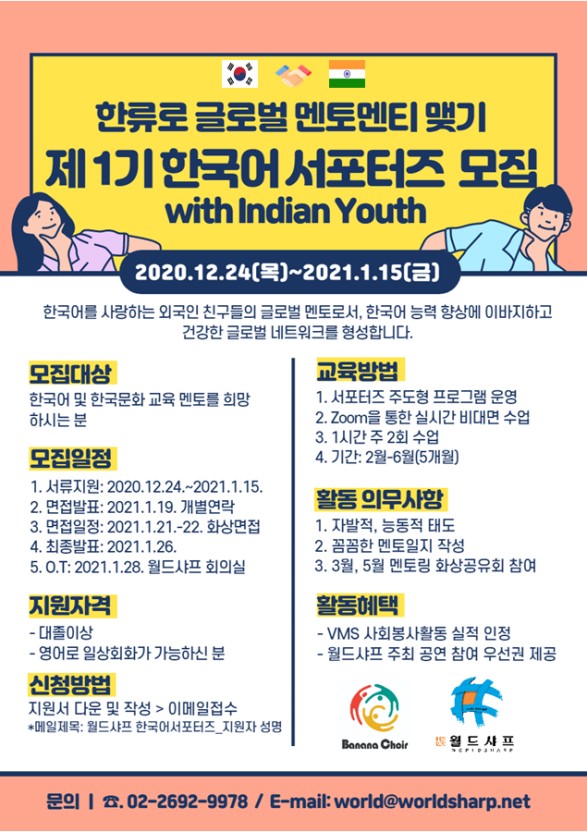 한류로 글로벌 멘토멘티 맺기
제 1기 한국어 서포터즈 모집
with Indian Youth
2020.12.24(목)~2021.1.15(금)
한국어를 사랑하는 외국인 친구들의 글로벌 멘토로서, 한국어 능력 향상에 이바지하고
건강한 글로벌 네트워크를 형성합니다.
모집대상
한국어 및 한국문화 교육 멘토를 희망
하시는 분
모집일정
1. 서류지원: 2020.12.24.~2021.1.15.
2. 면접발표: 2021.1.19. 개별연락
3. 면접일정: 2021.1.21.-22. 화상면접
4. 최종발표: 2021.1.26.
5. O.T: 2021.1.28. 월드샤프 회의실
지원자격
- 대졸이상
- 영어로 일상회화가 가능하신 분
신청방법
지원서 다운 및 작성 > 이메일접수
*메일제목: 월드샤프 한국어서포터즈_지원자 성명
교육방법
1. 서포터즈 주도형 프로그램 운영
2. Zoom을 통한 실시간 비대면 수업
3. 1시간 주 2회 수업
4. 기간: 2월-6월(5개월)
활동 의무사항
1. 자발적, 능동적 태도
2. 꼼꼼한 멘토일지 작성
3. 3월, 5월 멘토링 화상공유회 참여
활동혜택
- VMS 사회봉사활동 실적 인정
- 월드샤프 주최 공연 참여 우선권 제공
Banana Choir
월드샤프
문의 | ☎. 02-2692-9978 / E-mail: world@worldsharp.net